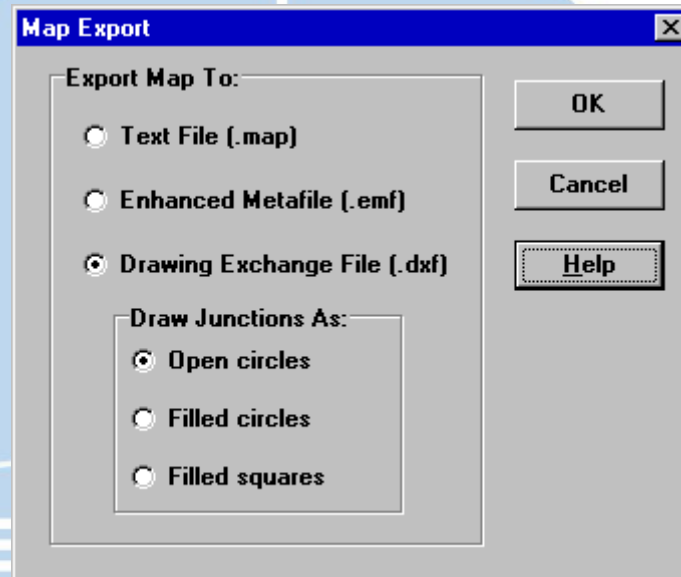 Map Export
Export Map To:
Text File (.map)
Enhanced Metafile (.emf)
Drawing Exchange File (.dxf)
Draw Junctions As:
Open circles
Filled circles
Filled squares
OK
Cancel
Help